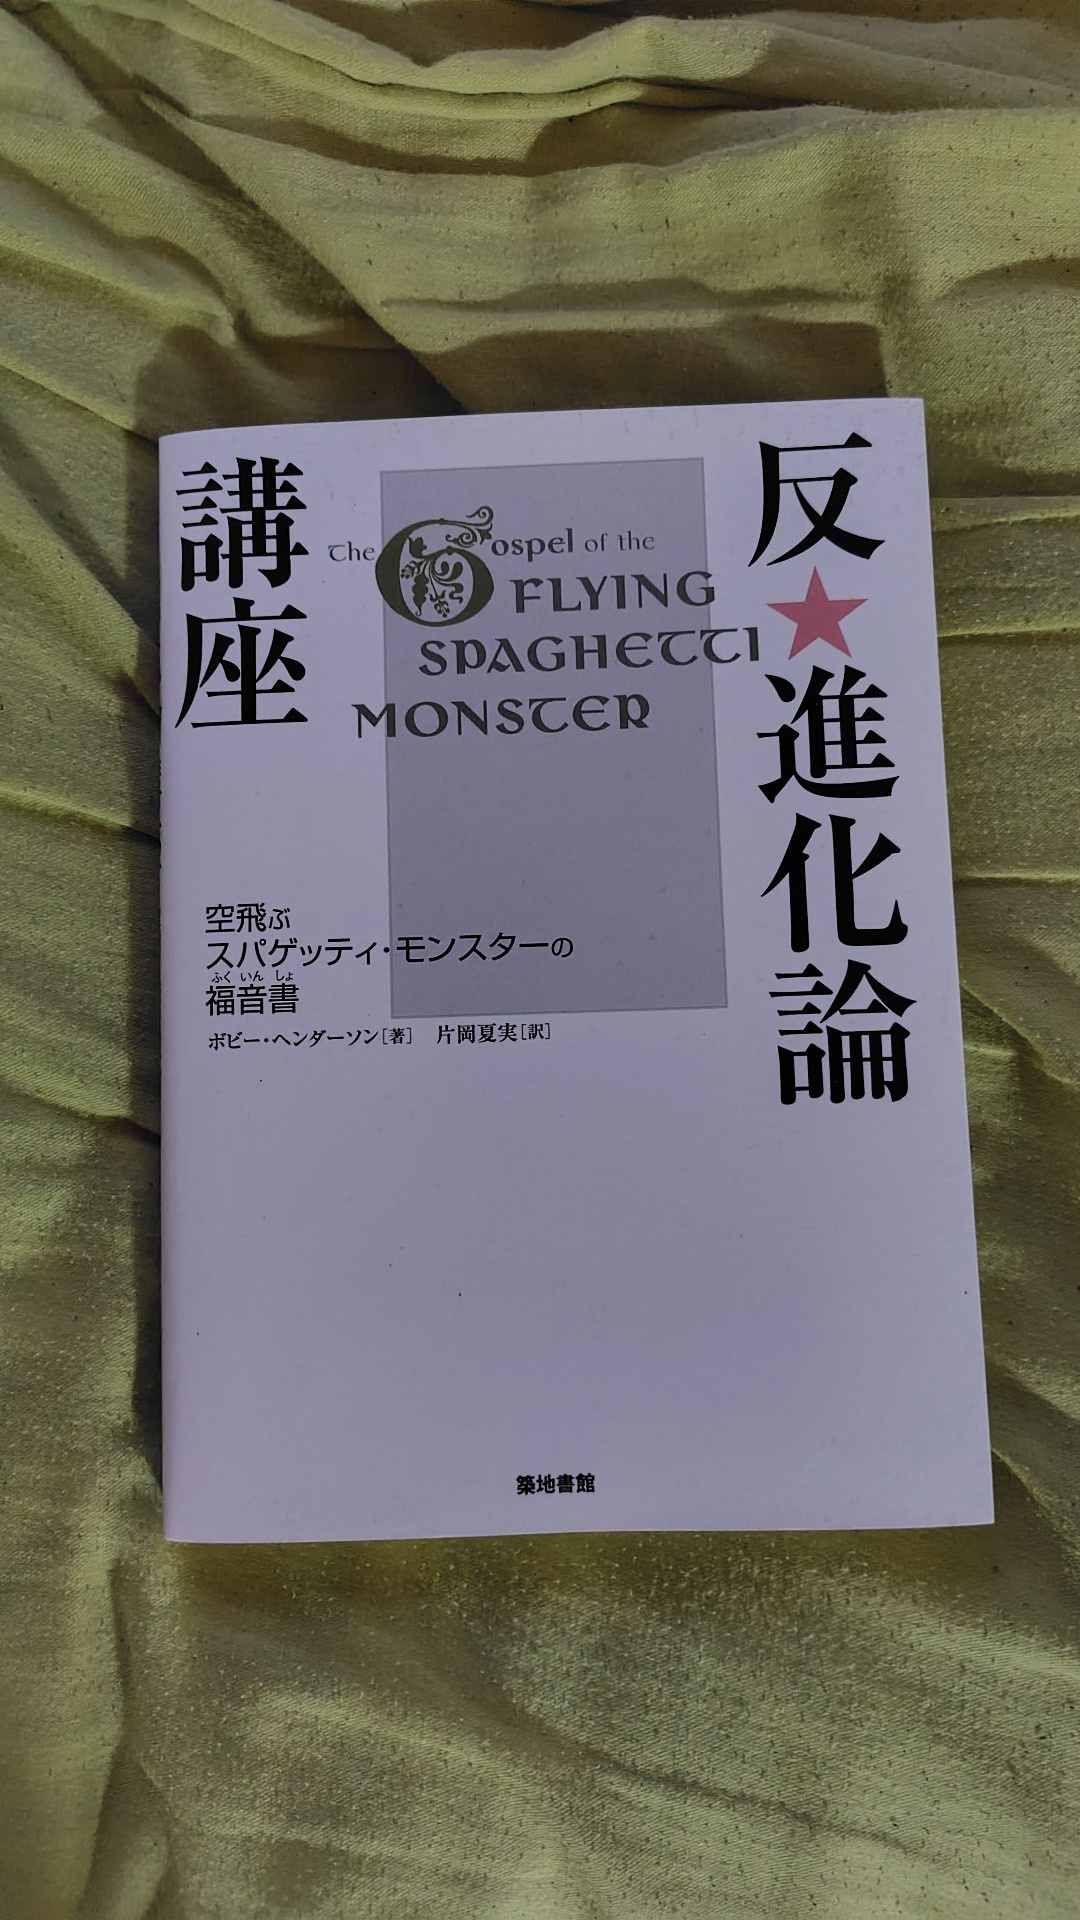 反★進化論
講座
The Gospel of the
FLYING
SPAGHETTI
MONSTER
空飛ぶ
スパゲッティ・モンスターの
ふくいんしょ
福音書
ボビー・ヘンダーソン[著] 片岡夏実[訳]
築地書館